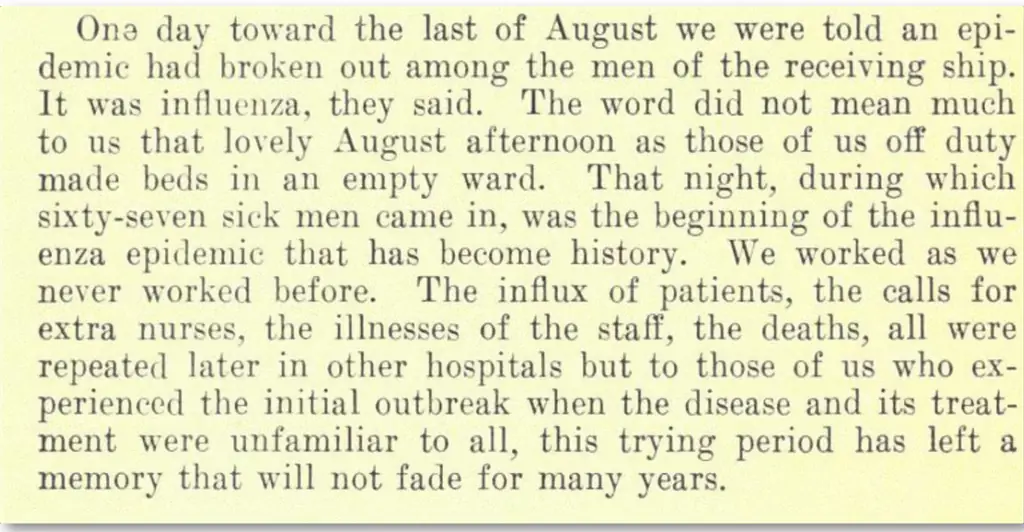 One day toward the last of August we were told an epi-
demic had broken out among the men of the receiving ship.
It was influenza, they said. The word did not mean much
to us that lovely August afternoon as those of us off duty
made beds in an empty ward. That night, during which
sixty-seven sick men came in, was the beginning of the influ-
enza epidemic that has become history. We worked as we
never worked before. The influx of patients, the calls for
extra nurses, the illnesses of the staff, the deaths, all were
repeated later in other hospitals but to those of us who ex-
perienced the initial outbreak when the disease and its treat-
ment were unfamiliar to all, this trying period has left a
memory that will not fade for many years.